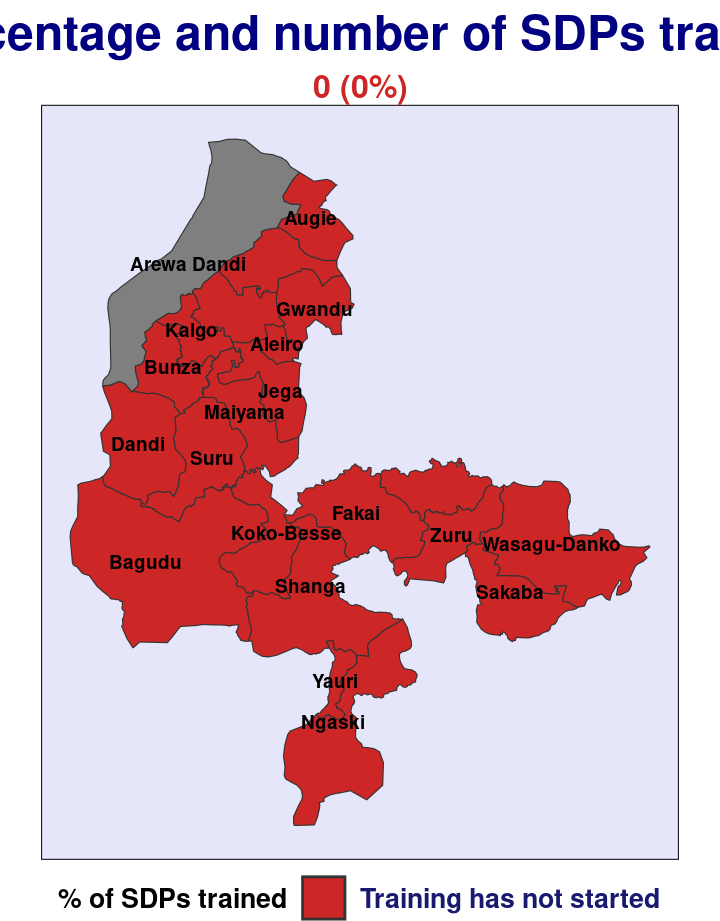 centage and number of SDPs tra
0 (0%)
Augie
Arewa Dandi
Gwandu
Kalgo
Aleiro
Bunza
Jega
Maiyama
Dandi
Suru
Fakai
Koko-Besse
Zuru
Wasagu-Danko
Bagudu
Shanga
Sakaba
Yauri
Ngaski
% of SDPs trained
Training has not started